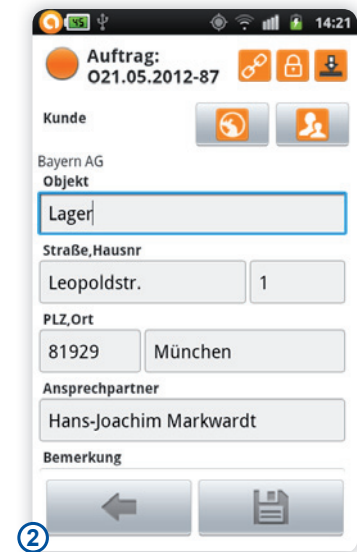 45 14:21
Auftrag:
O21.05.2012-87
Kunde
Bayern AG
Objekt
Lager
Straße,Hausnr
Leopoldstr. 1
PLZ,Ort
81929 München
Ansprechpartner
Hans-Joachim Markwardt
Bemerkung
2